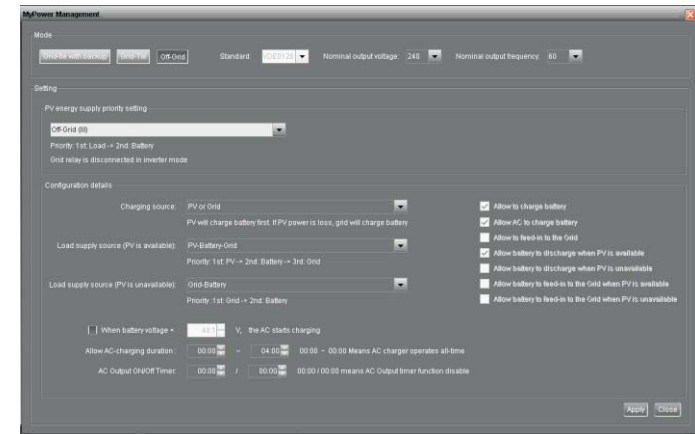 MyPower Management
Mode
Grid-tie with backup Grid-Tie Off-Grid Standard: VDE0126 Nominal output voltage: 240 Nominal output frequency: 60
Setting
PV energy supply priority setting
Off-Grid (III)
Priority: 1st: Load -> 2nd: Battery
Grid relay is disconnected in inverter mode
Configuration details
Charging source: PV or Grid
PV will charge battery first. If PV power is loss, grid will charge battery
Load supply source (PV is available): PV-Battery-Grid
Priority: 1st: PV -> 2nd: Battery -> 3rd: Grid
Load supply source (PV is unavailable): Grid-Battery
Priority :1st: Grid -> 2nd: Battery
Allow to charge battery
Allow AC to charge battery
Allow to feed-in to the Grid
Allow battery to discharge when PV is available
Allow battery to discharge when PV is unavailable
Allow battery to feed-in to the Grid when PV is available
Allow battery to feed-in to the Grid when PV is unavailable
When battery voltage < V, the AC starts charging
Allow AC-charging duration : 00:00 ~ 04:00 00:00 ~ 00:00 Means AC charger operates all-time
AC Output ON/Off Timer: 00:00 / 00:00 00:00 / 00:00 means AC Output timer function disable
Apply Close